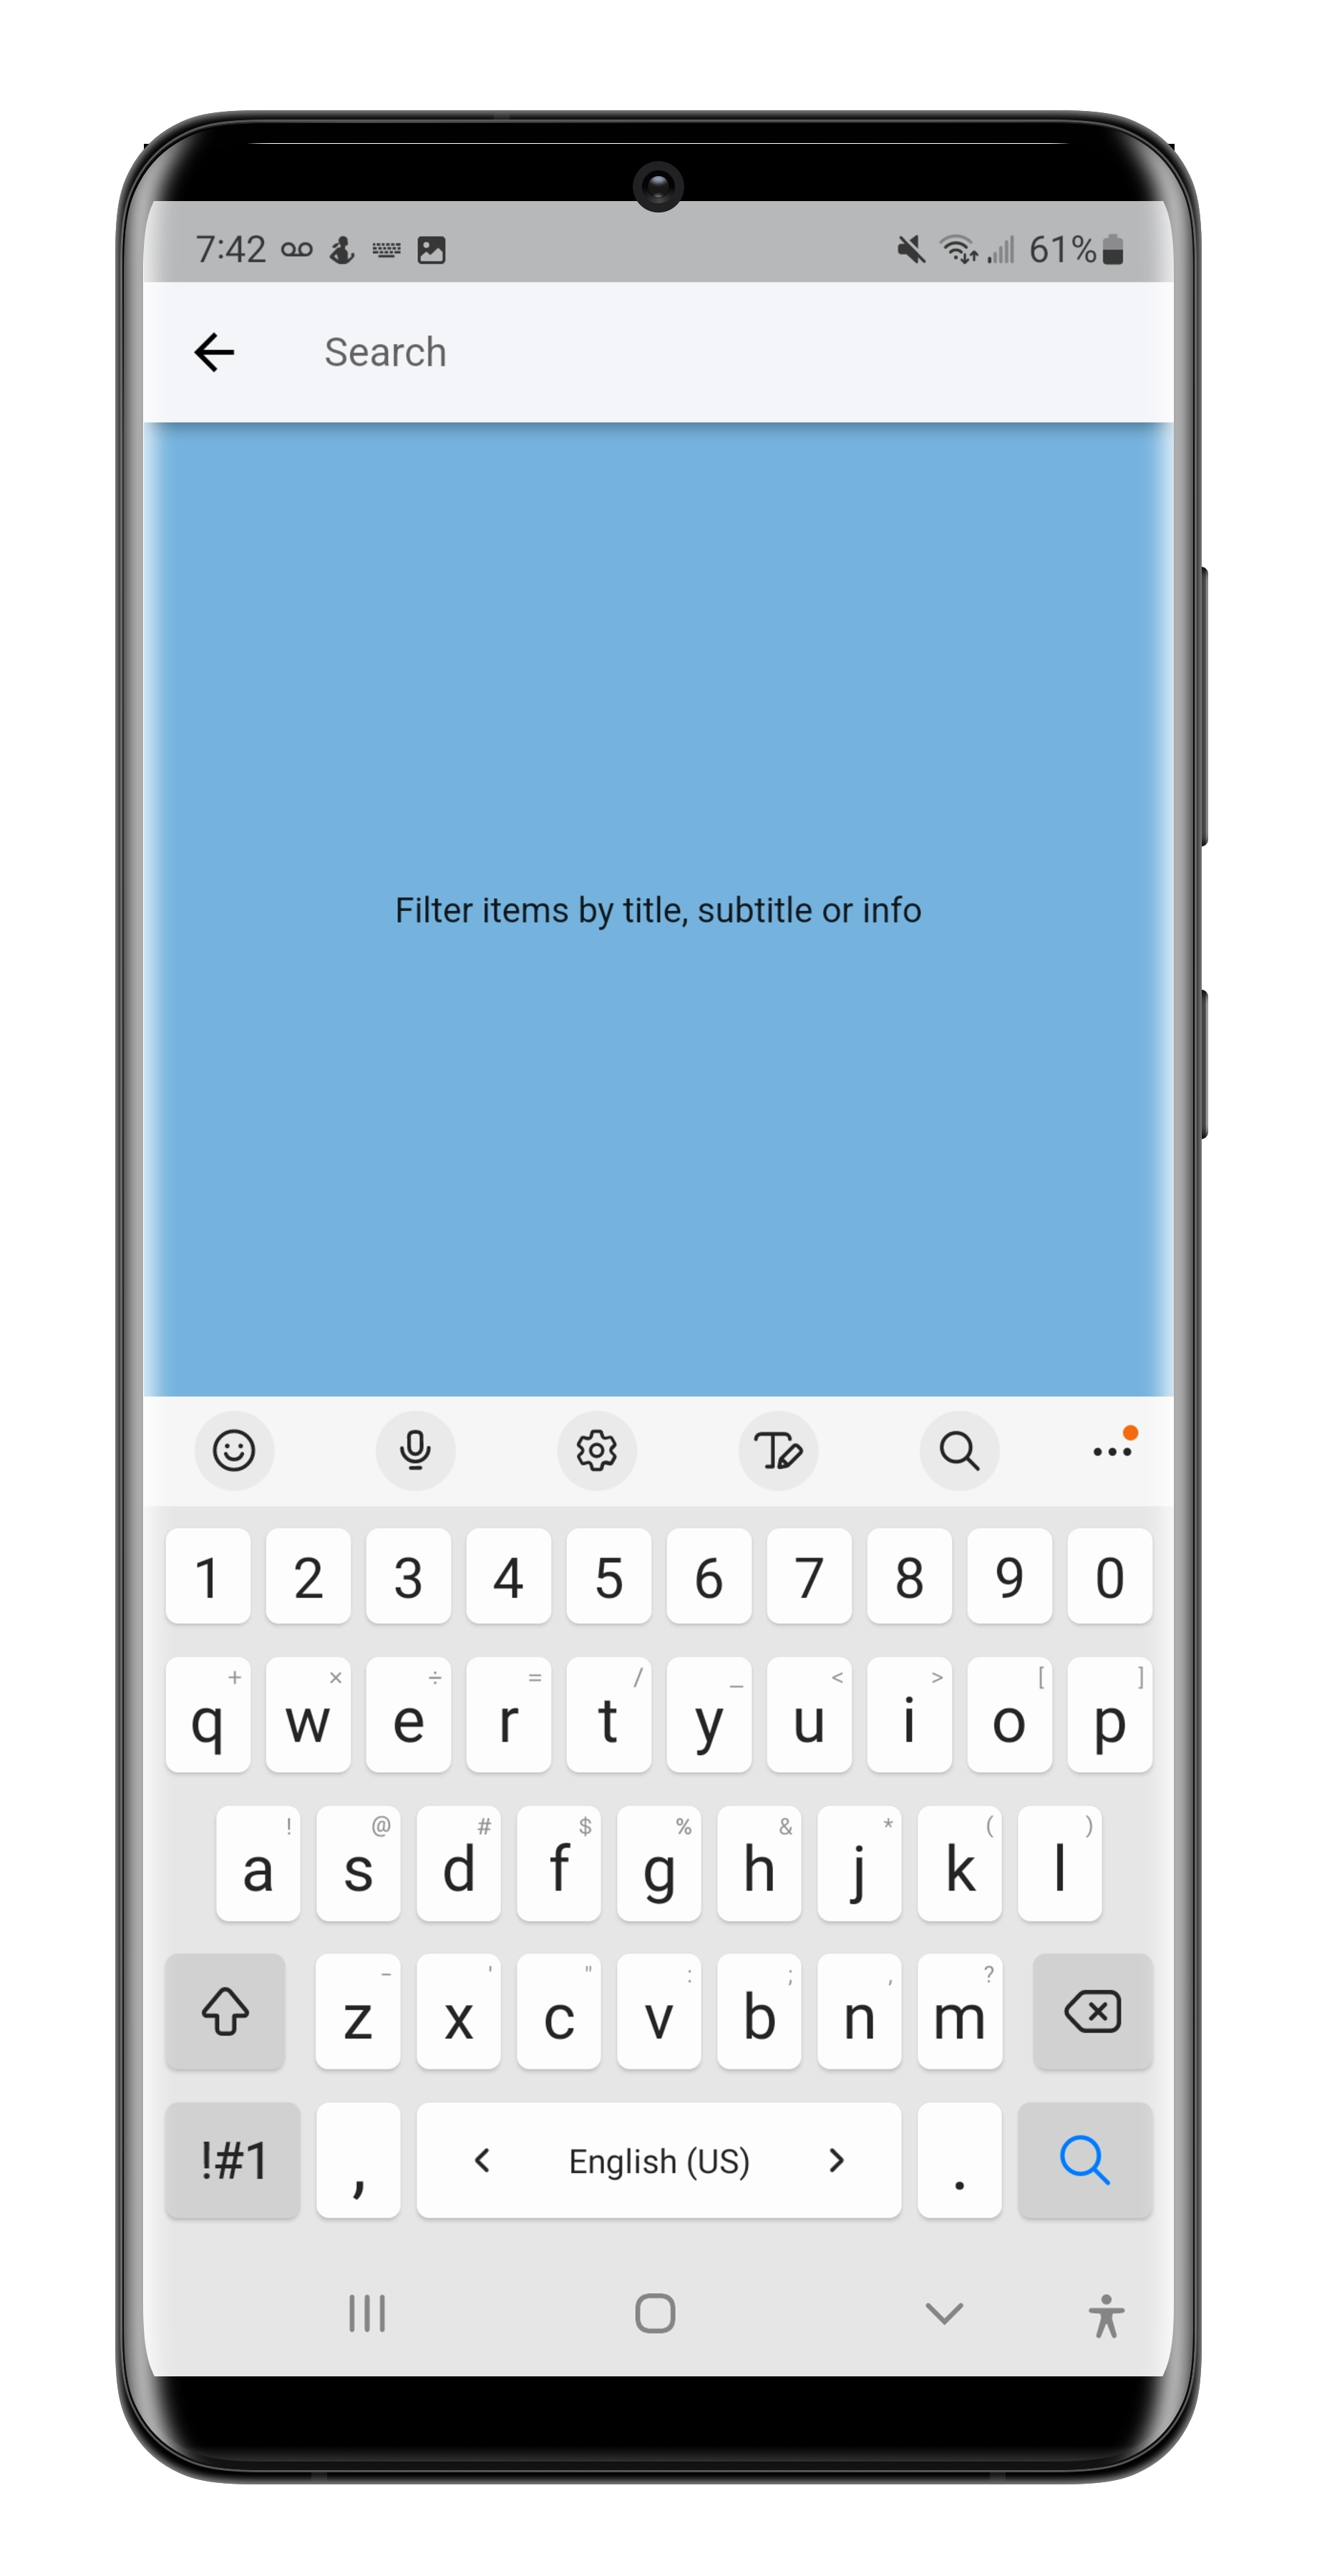 7:42 61%
Search
Filter items by title, subtitle or info
1 2 3 4 5 6 7 8 9 0
+ × ÷ = / _ < > [ ]
q w e r t y u i o p
! @ # $ % & * ( )
a s d f g h j k l
- ' " : ; , ?
z x c v b n m
!#1 , < English (US) > .